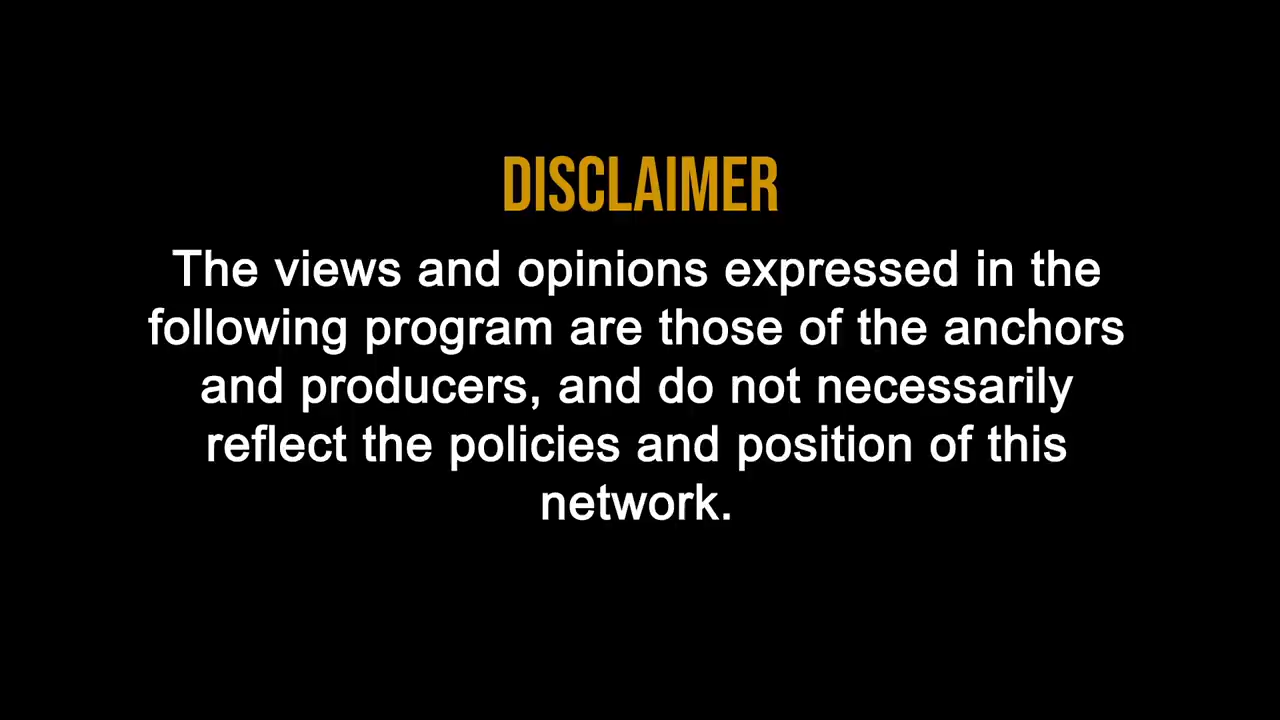 DISCLAIMER
The views and opinions expressed in the
following program are those of the anchors
and producers, and do not necessarily
reflect the policies and position of this
network.